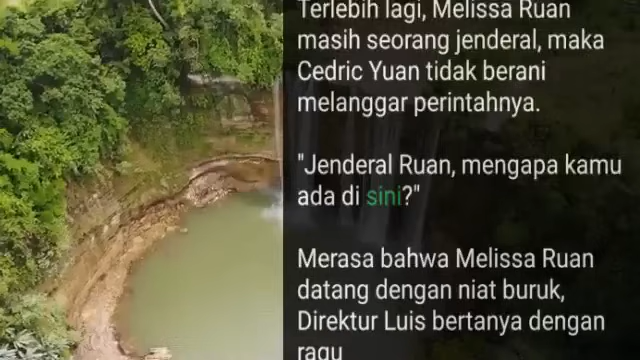 Terlebih lagi, Melissa Ruan
masih seorang jenderal, maka
Cedric Yuan tidak berani
melanggar perintahnya.
"Jenderal Ruan, mengapa kamu
ada di sini?"
Merasa bahwa Melissa Ruan
datang dengan niat buruk,
Direktur Luis bertanya dengan
ragu